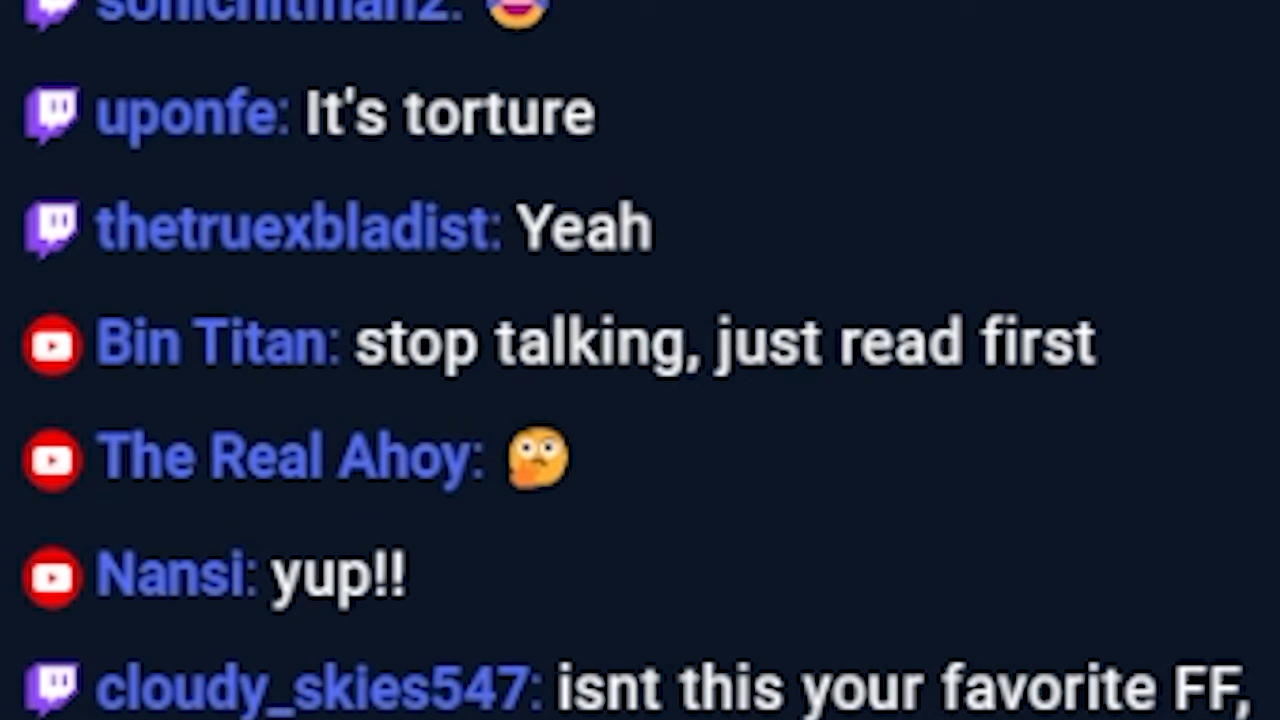 sonichitman2:
uponfe: It's torture
thetruexbladist: Yeah
Bin Titan: stop talking, just read first
The Real Ahoy: 🤔
Nansi: yup!!
cloudy_skies547: isnt this your favorite FF,